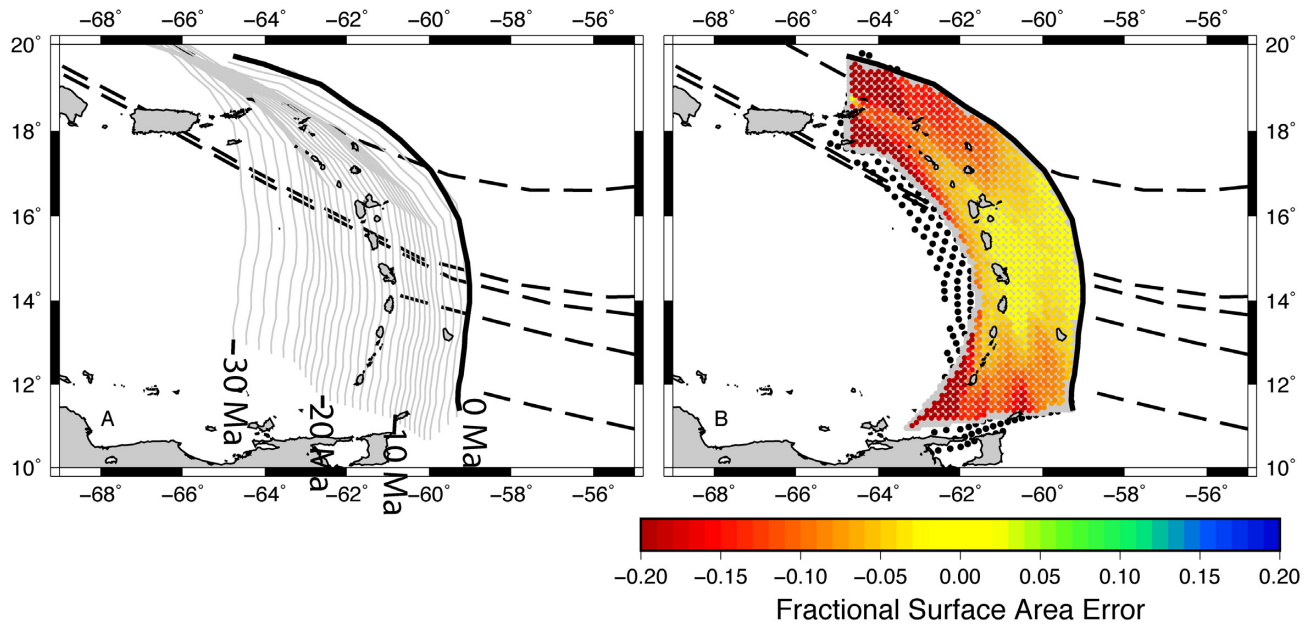 −68° −66° −64° −62° −60° −58° −56°
−68° −66° −64° −62° −60° −58° −56°
20° 20°
18° 18°
16° 16°
14° 14°
12° 12°
10° 10°
A
−30 Ma
−20 Ma
10 Ma
0 Ma
B
−68° −66° −64° −62° −60° −58° −56°
−68° −66° −64° −62° −60° −58° −56°
−0.20 −0.15 −0.10 −0.05 0.00 0.05 0.10 0.15 0.20
Fractional Surface Area Error